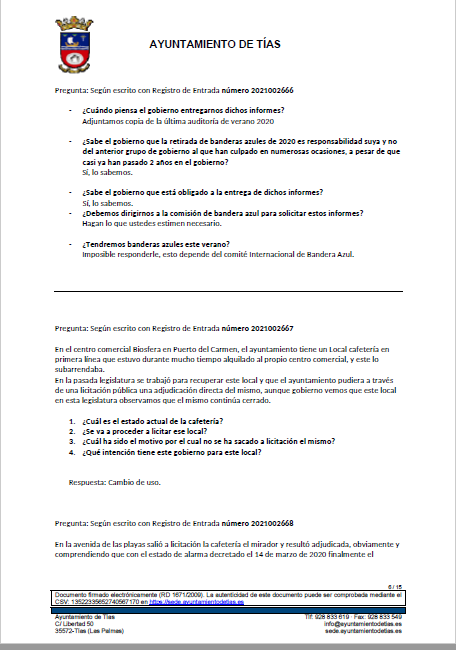 AYUNTAMIENTO DE TÍAS
Pregunta: Según escrito con Registro de Entrada número 2021002666
- ¿Cuándo piensa el gobierno entregarnos dichos informes?
Adjuntamos copia de la última auditoría de verano 2020
- ¿Sabe el gobierno que la retirada de banderas azules de 2020 es responsabilidad suya y no
del anterior grupo de gobierno al que han culpado en numerosas ocasiones, a pesar de que
casi ya han pasado 2 años en el gobierno?
Sí, lo sabemos.
- ¿Sabe el gobierno que está obligado a la entrega de dichos informes?
Sí, lo sabemos.
- ¿Debemos dirigirnos a la comisión de bandera azul para solicitar estos informes?
Hagan lo que ustedes estimen necesario.
- ¿Tendremos banderas azules este verano?
Imposible responderle, esto depende del comité Internacional de Bandera Azul.
Pregunta: Según escrito con Registro de Entrada número 2021002667
En el centro comercial Biosfera en Puerto del Carmen, el ayuntamiento tiene un Local cafetería en
primera línea que estuvo durante mucho tiempo alquilado al propio centro comercial, y este lo
subarrendaba.
En la pasada legislatura se trabajó para recuperar este local y que el ayuntamiento pudiera a través
de una licitación pública una adjudicación directa del mismo, aunque gobierno vemos que este local
en esta legislatura observamos que el mismo continúa cerrado.
1. ¿Cuál es el estado actual de la cafetería?
2. ¿Se va a proceder a licitar ese local?
3. ¿Cuál ha sido el motivo por el cual no se ha sacado a licitación el mismo?
4. ¿Qué intención tiene este gobierno para este local?
Respuesta: Cambio de uso.
Pregunta: Según escrito con Registro de Entrada número 2021002668
En la avenida de las playas salió a licitación la cafetería el mirador y resultó adjudicada, obviamente y
comprendiendo que con el estado de alarma decretado el 14 de marzo de 2020 finalmente el
6 / 15
Documento firmado electrónicamente (RD 1671/2009). La autenticidad de este documento puede ser comprobada mediante el
CSV: 13522335652740567170 en https://sede.ayuntamientodetias.es
Ayuntamiento de Tías Tlf: 928 833 619 · Fax: 928 833 549
C/ Libertad 50 info@ayuntamientodetias.es
35572-Tías (Las Palmas) sede.ayuntamientodetias.es